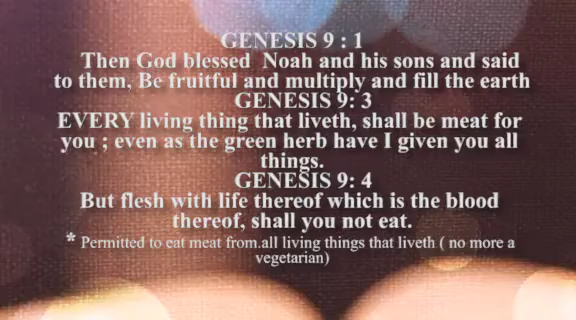 GENESIS 9 : 1
Then God blessed Noah and his sons and said
to them, Be fruitful and multiply and fill the earth
GENESIS 9: 3
EVERY living thing that liveth, shall be meat for
you ; even as the green herb have I given you all
things.
GENESIS 9: 4
But flesh with life thereof which is the blood
thereof, shall you not eat.
* Permitted to eat meat from.all living things that liveth ( no more a
vegetarian)